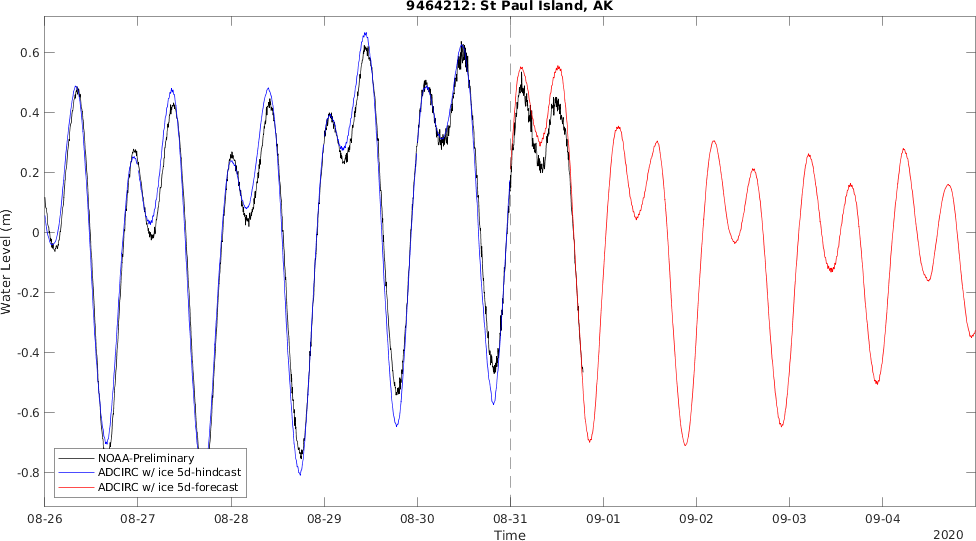 9464212: St Paul Island, AK
Water Level (m)
0.6
0.4
0.2
0
-0.2
-0.4
-0.6
-0.8
NOAA-Preliminary
ADCIRC w/ ice 5d-hindcast
ADCIRC w/ ice 5d-forecast
08-26 08-27 08-28 08-29 08-30 08-31 09-01 09-02 09-03 09-04
Time
2020